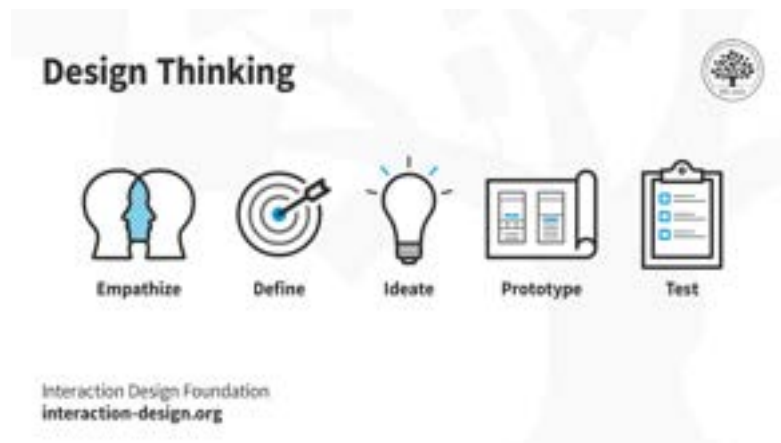 Design Thinking
Empathize
Define
Ideate
Prototype
Test
Interaction Design Foundation
interaction-design.org